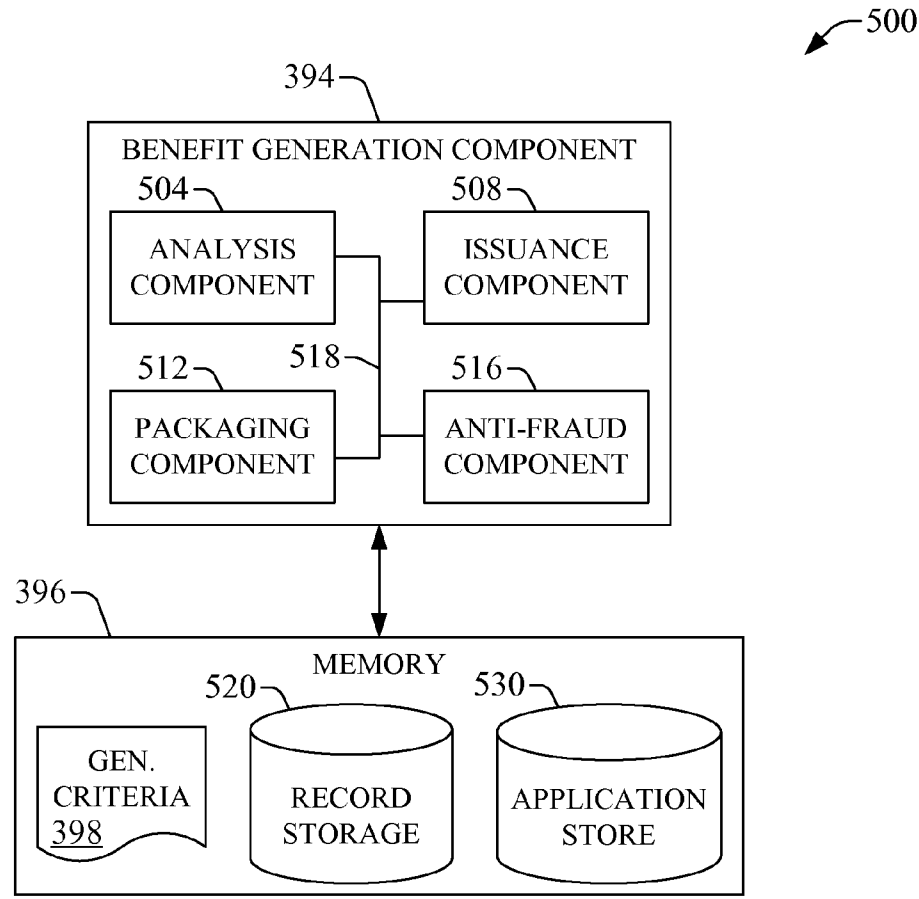 500
394
BENEFIT GENERATION COMPONENT
504
508
ANALYSIS
COMPONENT
ISSUANCE
COMPONENT
512
518
516
PACKAGING
COMPONENT
ANTI-FRAUD
COMPONENT
396
MEMORY
520
530
GEN.
CRITERIA
398
RECORD
STORAGE
APPLICATION
STORE